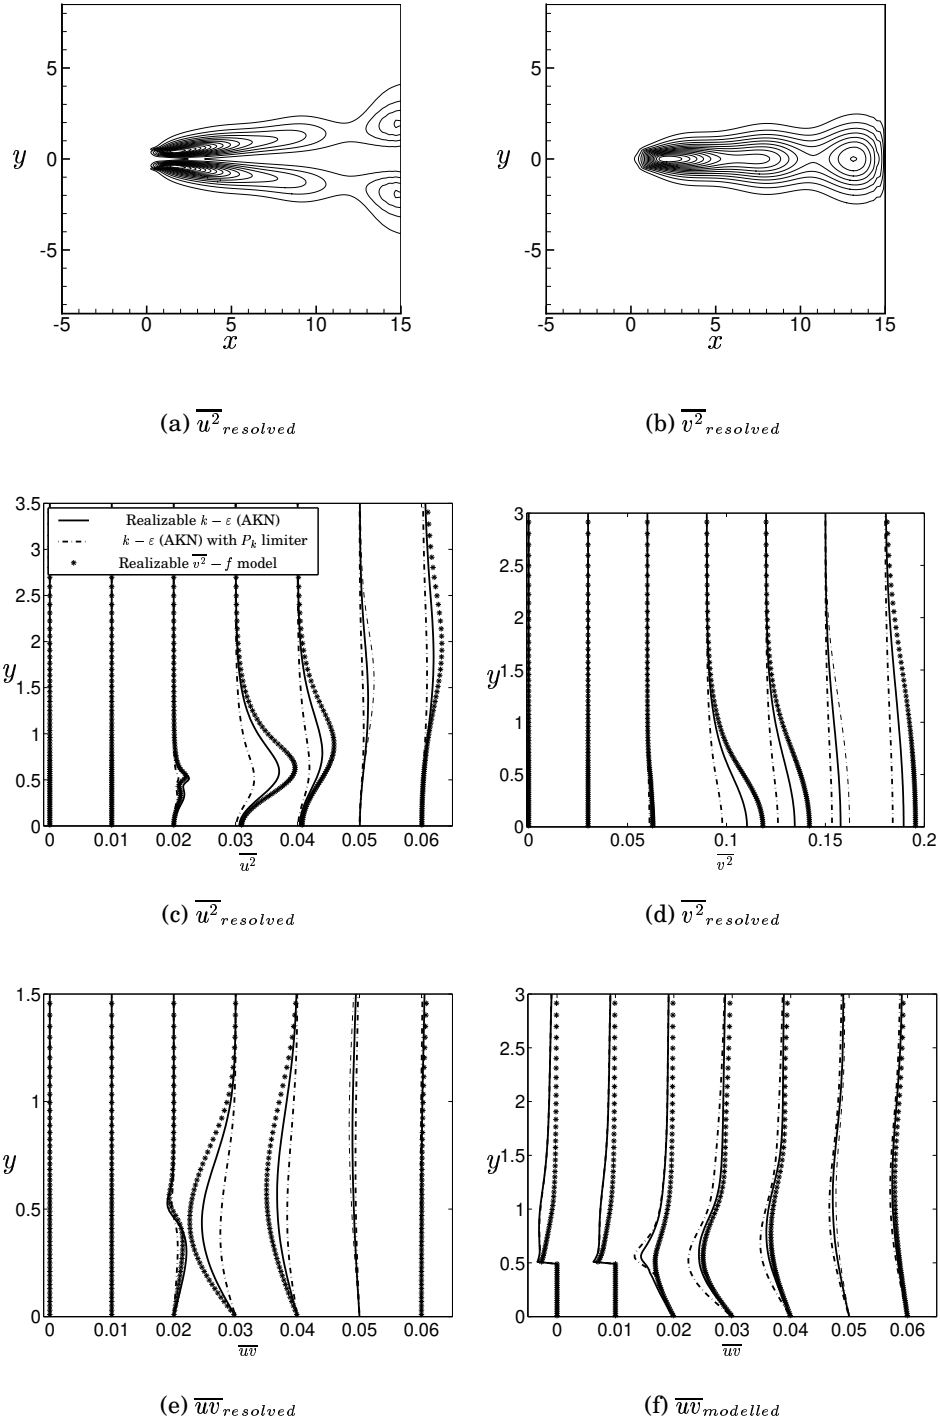 5
0
-5
y
-5 0 5 10 15
x
(a) $\overline{u^2}_{resolved}$
5
0
-5
y
-5 0 5 10 15
x
(b) $\overline{v^2}_{resolved}$
3.5
3
2.5
2
1.5
1
0.5
0
y
Realizable k − ε (AKN)
k − ε (AKN) with $P_k$ limiter
Realizable $\overline{v^2}$ − f model
0 0.01 0.02 0.03 0.04 0.05 0.06
$\overline{u^2}$
(c) $\overline{u^2}_{resolved}$
3
2.5
2
1.5
1
0.5
0
y
0 0.05 0.1 0.15 0.2
$\overline{v^2}$
(d) $\overline{v^2}_{resolved}$
1.5
1
0.5
0
y
0 0.01 0.02 0.03 0.04 0.05 0.06
$\overline{uv}$
(e) $\overline{uv}_{resolved}$
3
2.5
2
1.5
1
0.5
0
y
0 0.01 0.02 0.03 0.04 0.05 0.06
$\overline{uv}$
(f) $\overline{uv}_{modelled}$